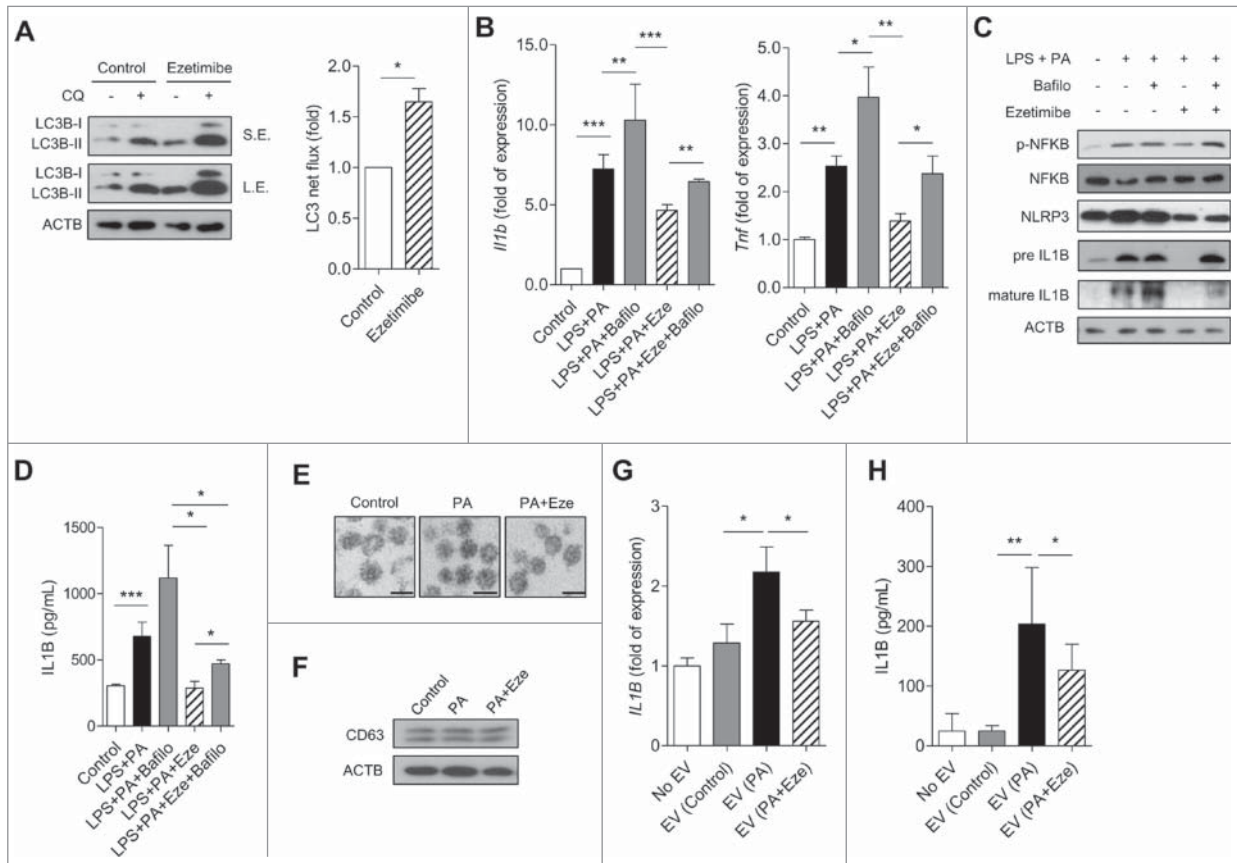 A
Control Ezetimibe
CQ - + - +
LC3B-I
LC3B-II
S.E.
LC3B-I
LC3B-II
L.E.
ACTB
LC3 net flux (fold)
2.0
1.5
1.0
0.5
0.0
*
Control
Ezetimibe
B
Il1b (fold of expression)
15.0
10.0
5.0
0.0
***
**
***
**
Control
LPS+PA
LPS+PA+Bafilo
LPS+PA+Eze
LPS+PA+Eze+Bafilo
Tnf (fold of expression)
5.0
4.0
3.0
2.0
1.0
0.0
**
*
**
*
Control
LPS+PA
LPS+PA+Bafilo
LPS+PA+Eze
LPS+PA+Eze+Bafilo
C
LPS + PA - + + + +
Bafilo - - + - +
Ezetimibe - - - + +
p-NFKB
NFKB
NLRP3
pre IL1B
mature IL1B
ACTB
D
IL1B (pg/mL)
1500
1000
500
0
***
*
*
*
Control
LPS+PA
LPS+PA+Bafilo
LPS+PA+Eze
LPS+PA+Eze+Bafilo
E
Control PA PA+Eze
F
Control PA PA+Eze
CD63
ACTB
G
IL1B (fold of expression)
3
2
1
0
*
*
No EV
EV (Control)
EV (PA)
EV (PA+Eze)
H
IL1B (pg/mL)
400
300
200
100
0
**
*
No EV
EV (Control)
EV (PA)
EV (PA+Eze)